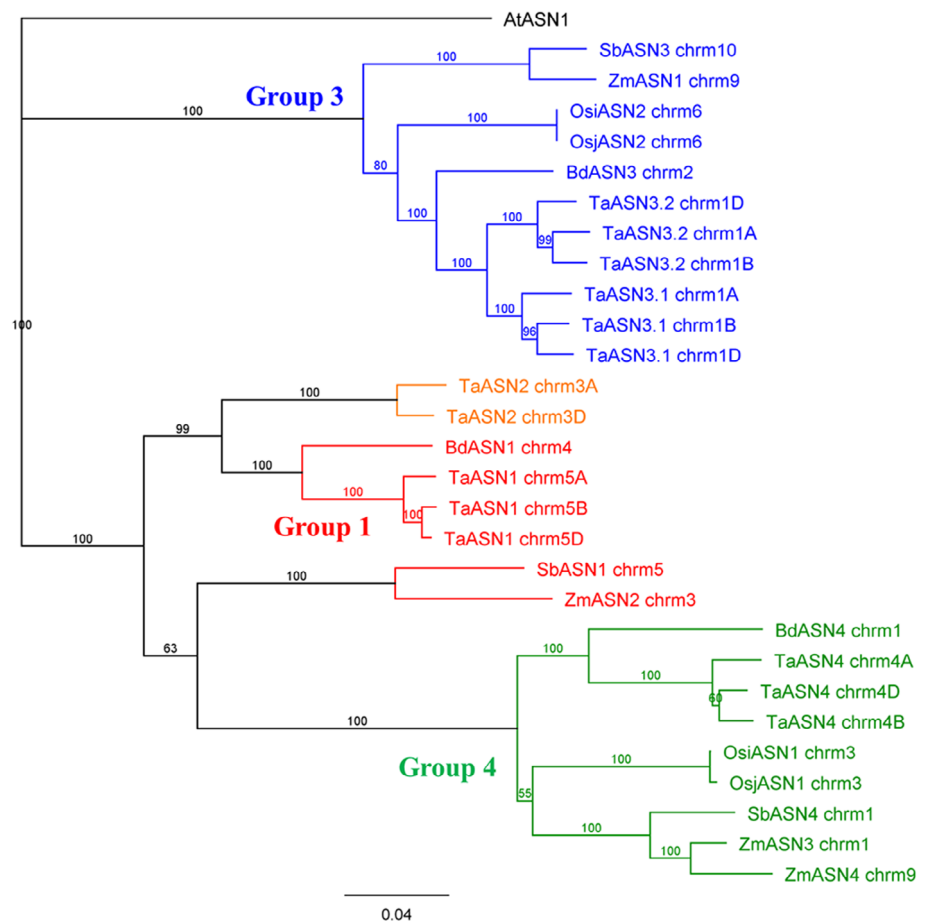 AtASN1
SbASN3 chrm10
100
ZmASN1 chrm9
Group 3
100
OsiASN2 chrm6
100
OsjASN2 chrm6
80
BdASN3 chrm2
TaASN3.2 chrm1D
100
100
TaASN3.2 chrm1A
99
TaASN3.2 chrm1B
100
TaASN3.1 chrm1A
100
TaASN3.1 chrm1B
96
100
TaASN3.1 chrm1D
TaASN2 chrm3A
100
TaASN2 chrm3D
99
BdASN1 chrm4
100
TaASN1 chrm5A
100
TaASN1 chrm5B
100
Group 1
TaASN1 chrm5D
100
SbASN1 chrm5
100
ZmASN2 chrm3
BdASN4 chrm1
63
100
TaASN4 chrm4A
100
TaASN4 chrm4D
60
TaASN4 chrm4B
100
OsiASN1 chrm3
Group 4
100
OsjASN1 chrm3
55
SbASN4 chrm1
100
ZmASN3 chrm1
100
ZmASN4 chrm9
0.04